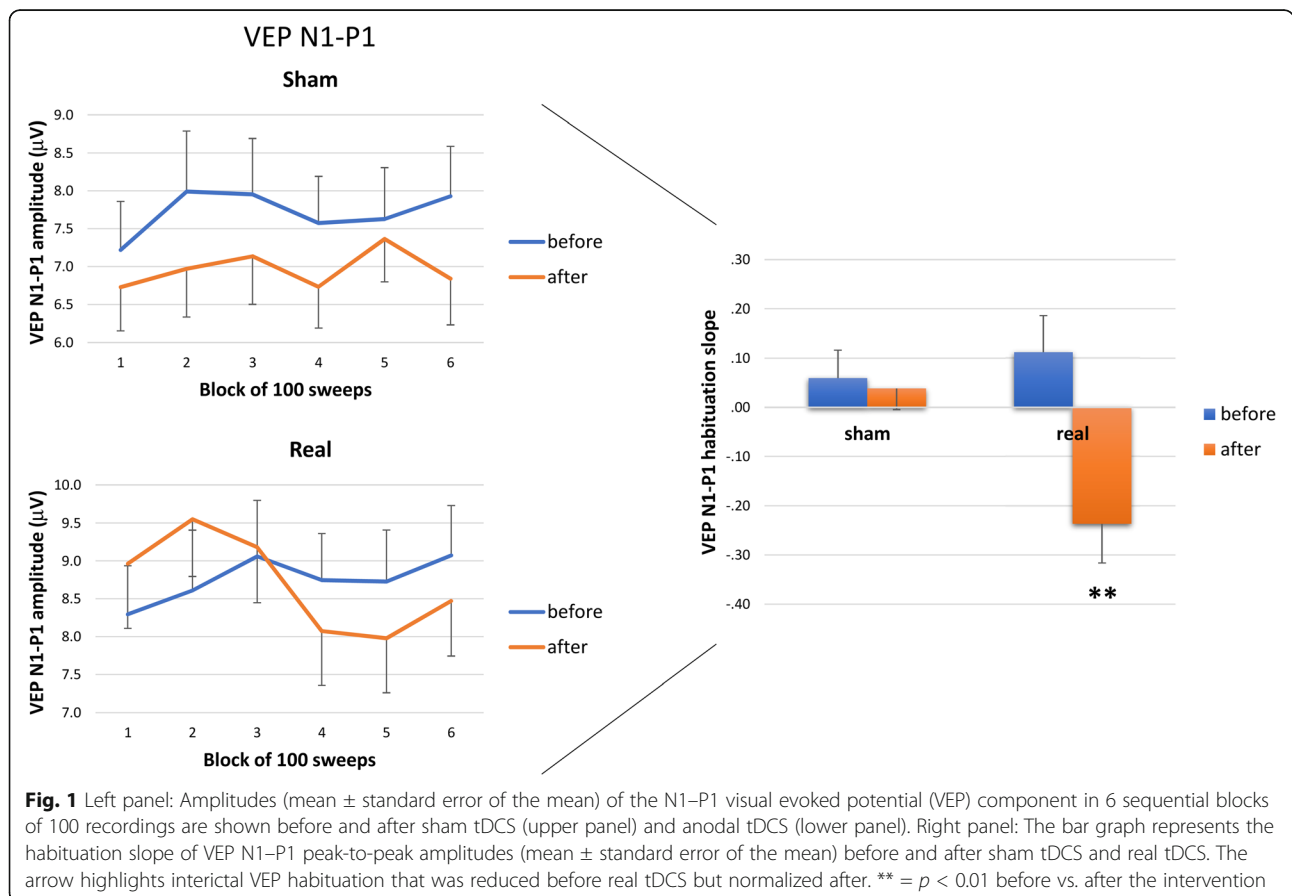 VEP N1-P1
Sham
VEP N1-P1 amplitude (μV)
9.0
8.5
8.0
7.5
7.0
6.5
6.0
1 2 3 4 5 6
Block of 100 sweeps
before
after
Real
VEP N1-P1 amplitude (μV)
10.0
9.5
9.0
8.5
8.0
7.5
7.0
1 2 3 4 5 6
Block of 100 sweeps
before
after
VEP N1-P1 habituation slope
.30
.20
.10
.00
-.10
-.20
-.30
-.40
sham real
**
before
after
Fig. 1 Left panel: Amplitudes (mean ± standard error of the mean) of the N1–P1 visual evoked potential (VEP) component in 6 sequential blocks
of 100 recordings are shown before and after sham tDCS (upper panel) and anodal tDCS (lower panel). Right panel: The bar graph represents the
habituation slope of VEP N1–P1 peak-to-peak amplitudes (mean ± standard error of the mean) before and after sham tDCS and real tDCS. The
arrow highlights interictal VEP habituation that was reduced before real tDCS but normalized after. ** = p < 0.01 before vs. after the intervention